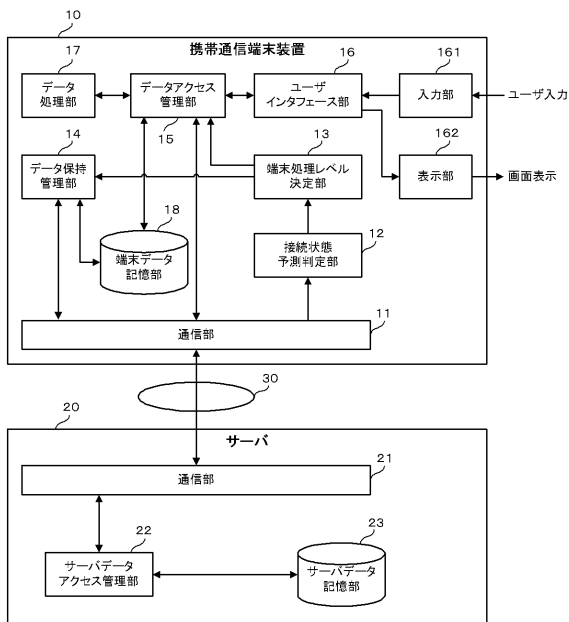 10
携帯通信端末装置
17
データ
処理部
データアクセス
管理部
15
16
ユーザ
インタフェース部
161
入力部
ユーザ入力
14
データ保持
管理部
13
端末処理レベル
決定部
162
表示部
画面表示
18
端末データ
記憶部
12
接続状態
予測判定部
11
通信部
30
20
サーバ
21
通信部
22
サーバデータ
アクセス管理部
23
サーバデータ
記憶部